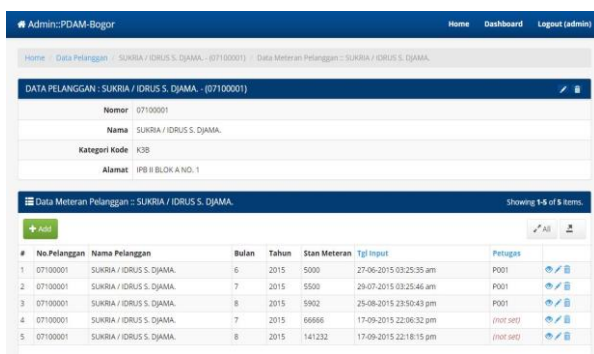 Admin::PDAM-Bogor Home Dashboard Logout (admin)
Home / Data Pelanggan / SUKRIA / IDRUS S. DJAMA. - (07100001) / Data Meteran Pelanggan :: SUKRIA / IDRUS S. DJAMA.
DATA PELANGGAN : SUKRIA / IDRUS S. DJAMA. - (07100001)
Nomor 07100001
Nama SUKRIA / IDRUS S. DJAMA.
Kategori Kode K3B
Alamat IPB II BLOK A NO. 1
Data Meteran Pelanggan :: SUKRIA / IDRUS S. DJAMA. Showing 1-5 of 5 items.
+ Add All
# No.Pelanggan Nama Pelanggan Bulan Tahun Stan Meteran Tgl Input Petugas
1 07100001 SUKRIA / IDRUS S. DJAMA. 6 2015 5000 27-06-2015 03:25:35 am P001
2 07100001 SUKRIA / IDRUS S. DJAMA. 7 2015 5500 29-07-2015 03:25:46 am P001
3 07100001 SUKRIA / IDRUS S. DJAMA. 8 2015 5902 25-08-2015 23:50:43 pm P001
4 07100001 SUKRIA / IDRUS S. DJAMA. 7 2015 66666 17-09-2015 22:06:32 pm (not set)
5 07100001 SUKRIA / IDRUS S. DJAMA. 8 2015 141232 17-09-2015 22:18:15 pm (not set)